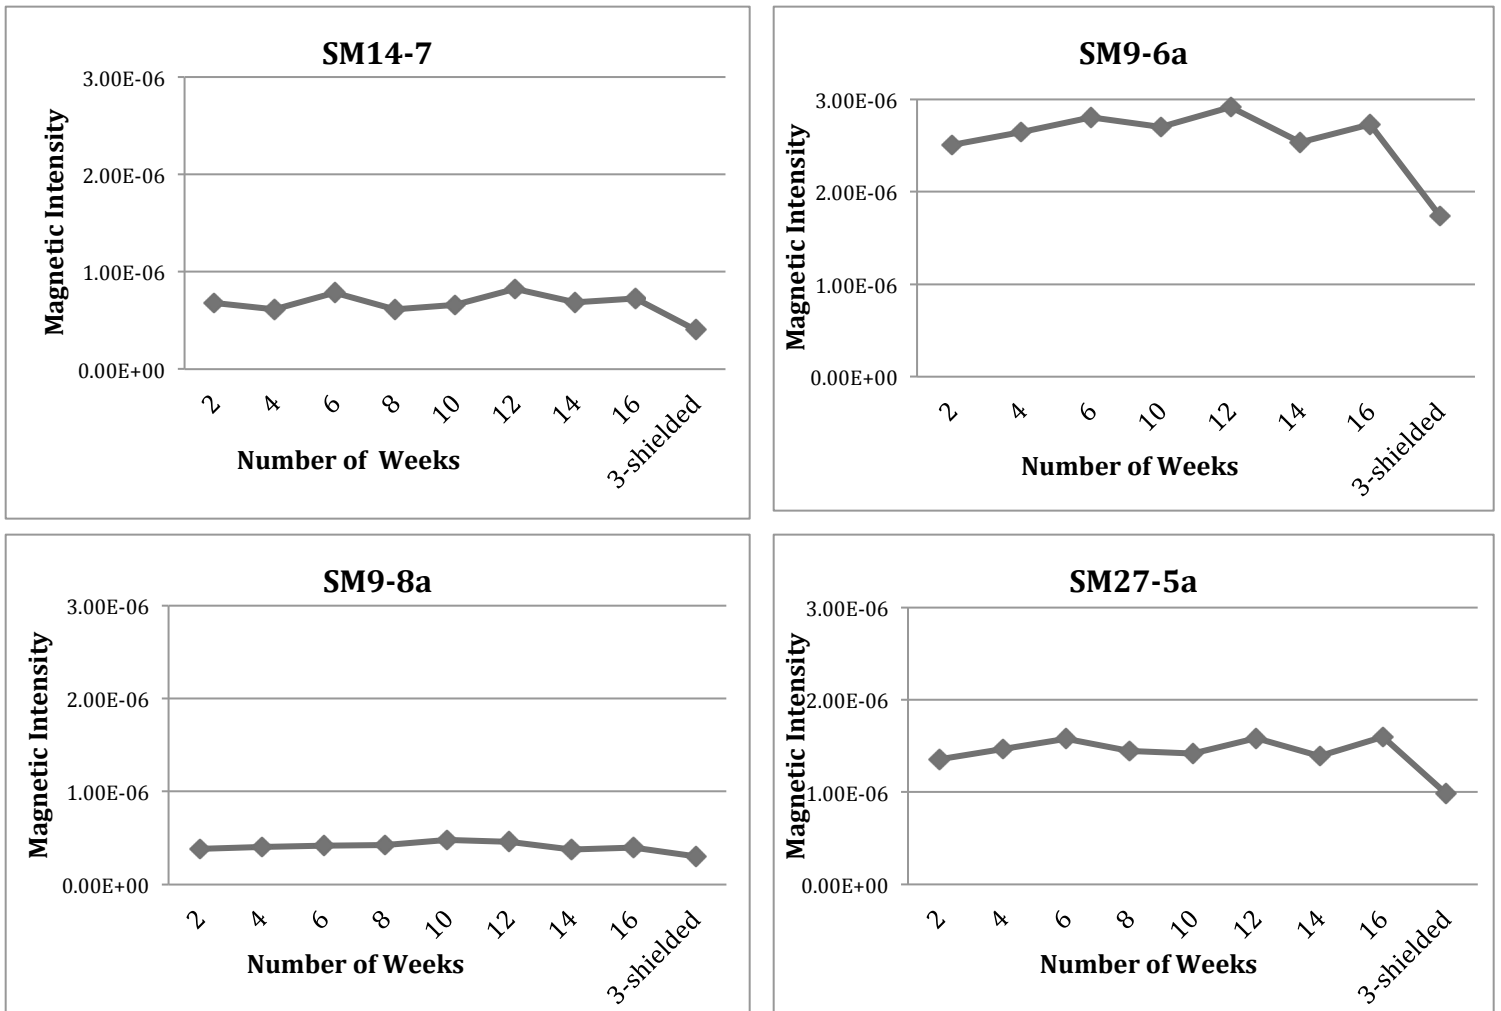 SM14-7
3.00E-06
2.00E-06
1.00E-06
0.00E+00
Magnetic Intensity
2 4 6 8 10 12 14 16 3-shielded
Number of Weeks
SM9-6a
3.00E-06
2.00E-06
1.00E-06
0.00E+00
Magnetic Intensity
2 4 6 10 12 14 16 3-shielded
Number of Weeks
SM9-8a
3.00E-06
2.00E-06
1.00E-06
0.00E+00
Magnetic Intensity
2 4 6 8 10 12 14 16 3-shielded
Number of Weeks
SM27-5a
3.00E-06
2.00E-06
1.00E-06
0.00E+00
Magnetic Intensity
2 4 6 8 10 12 14 16 3-shielded
Number of Weeks